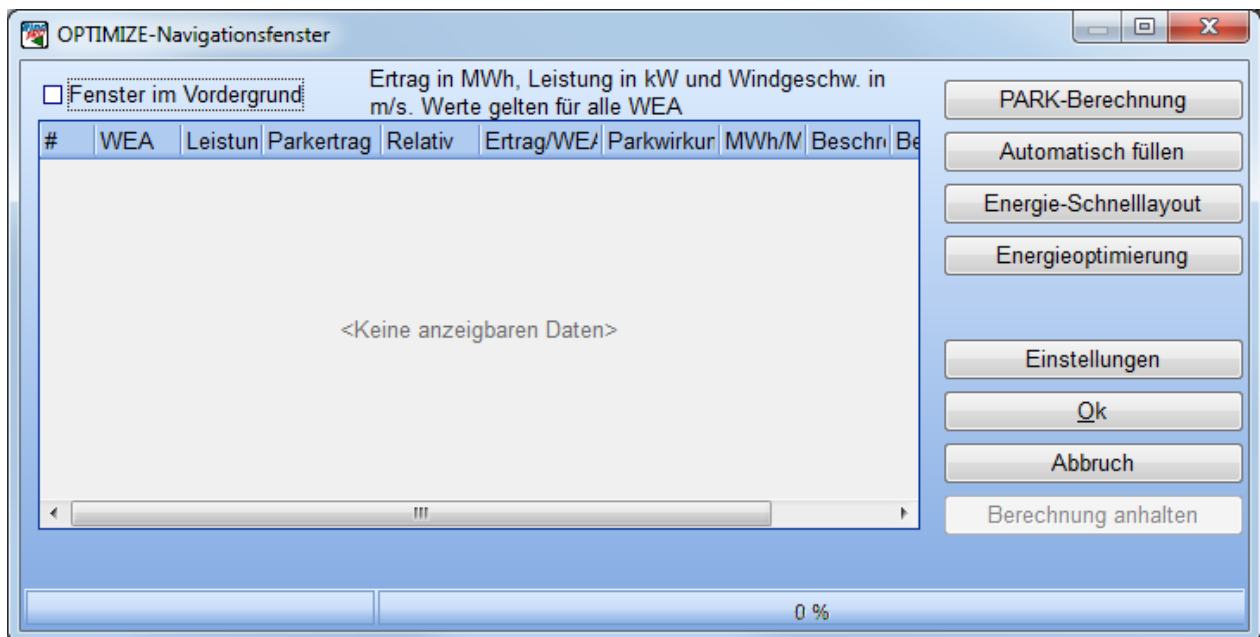 OPTIMIZE-Navigationsfenster
Fenster im Vordergrund
Ertrag in MWh, Leistung in kW und Windgeschw. in
m/s. Werte gelten für alle WEA
# WEA Leistun Parkertrag Relativ Ertrag/WEA Parkwirkun MWh/M Beschr Be
<Keine anzeigbaren Daten>
PARK-Berechnung
Automatisch füllen
Energie-Schnelllayout
Energieoptimierung
Einstellungen
Ok
Abbruch
Berechnung anhalten
0 %